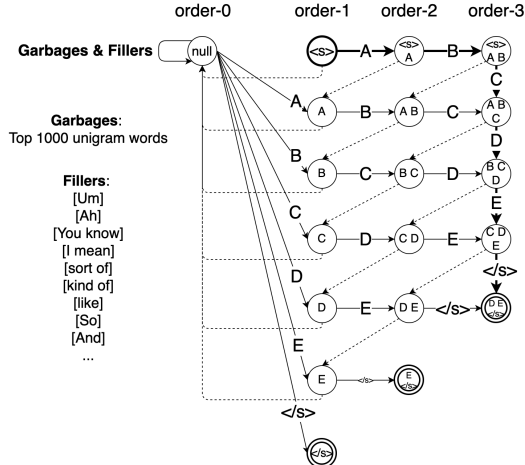 order-0 order-1 order-2 order-3
Garbages & Fillers null <s> A <s> A B <s> A B
C
A A B A B C A B C
Garbages:
Top 1000 unigram words
D
B B C B C D B C D
Fillers:
[Um]
[Ah]
[You know]
[I mean]
[sort of]
[kind of]
[like]
[So]
[And]
...
E
C C D C D E C D E
</s>
D D E D E </s> D E </s>
E E </s> E </s>
</s>
</s>